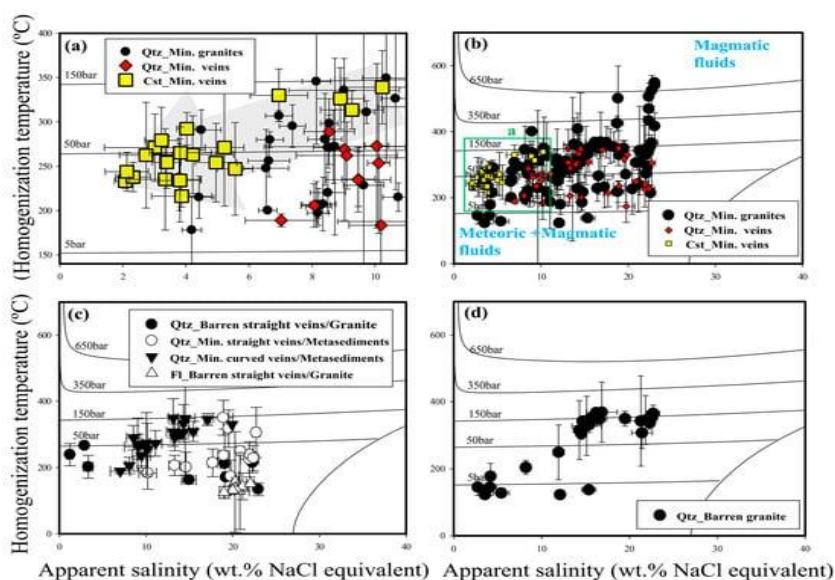 (Homogenization temperature (ºC)
400
350
300
250
200
150
(a)
Qtz_Min. granites
Qtz_Min. veins
Cst_Min. veins
150bar
50bar
5bar
0 2 4 6 8 10
600
400
200
0
(b)
Magmatic
fluids
650bar
350bar
150bar
a
50
5bar
Meteoric +Magmatic
fluids
Qtz_Min. granites
Qtz_Min. veins
Cst_Min. veins
0 10 20 30 40
Homogenization temperature (ºC)
600
400
200
0
(c)
Qtz_Barren straight veins/Granite
Qtz_Min. straight veins/Metasediments
Qtz_Min. curved veins/Metasediments
Fl_Barren straight veins/Granite
650bar
350bar
150bar
50bar
0 10 20 30 40
Apparent salinity (wt.% NaCl equivalent)
600
400
200
0
(d)
650bar
350bar
150bar
50bar
5bar
Qtz_Barren granite
0 10 20 30 40
Apparent salinity (wt.% NaCl equivalent)